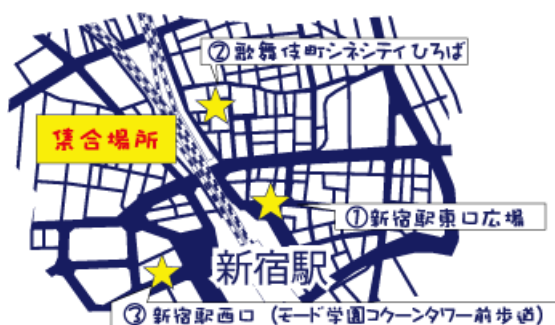 ②歌舞伎町シネシティひろば
集合場所
①新宿駅東口広場
新宿駅
③新宿駅西口（モード学園コクーンタワー前歩道）